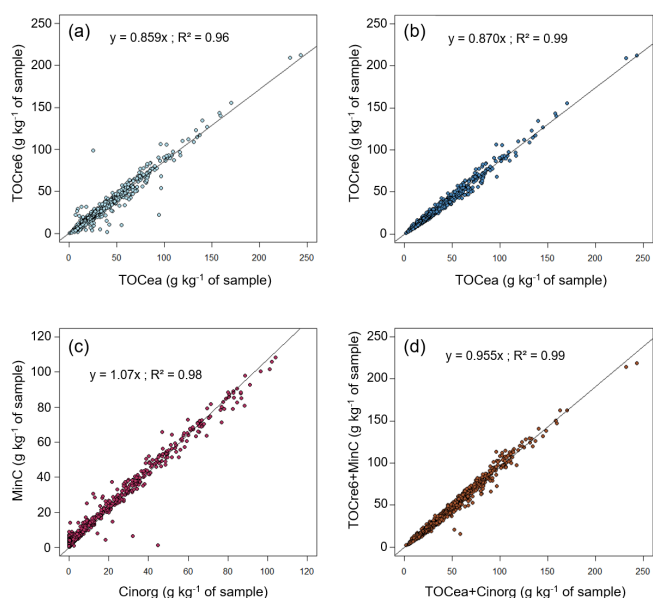 (a)
y = 0.859x ; R² = 0.96
TOCre6 (g kg⁻¹ of sample)
250
200
150
100
50
0
0 50 100 150 200 250
TOCea (g kg⁻¹ of sample)
(b)
y = 0.870x ; R² = 0.99
TOCre6 (g kg⁻¹ of sample)
250
200
150
100
50
0
0 50 100 150 200 250
TOCea (g kg⁻¹ of sample)
(c)
y = 1.07x ; R² = 0.98
MinC (g kg⁻¹ of sample)
120
100
80
60
40
20
0
0 20 40 60 80 100 120
Cinorg (g kg⁻¹ of sample)
(d)
y = 0.955x ; R² = 0.99
TOCre6+MinC (g kg⁻¹ of sample)
250
200
150
100
50
0
0 50 100 150 200 250
TOCea+Cinorg (g kg⁻¹ of sample)